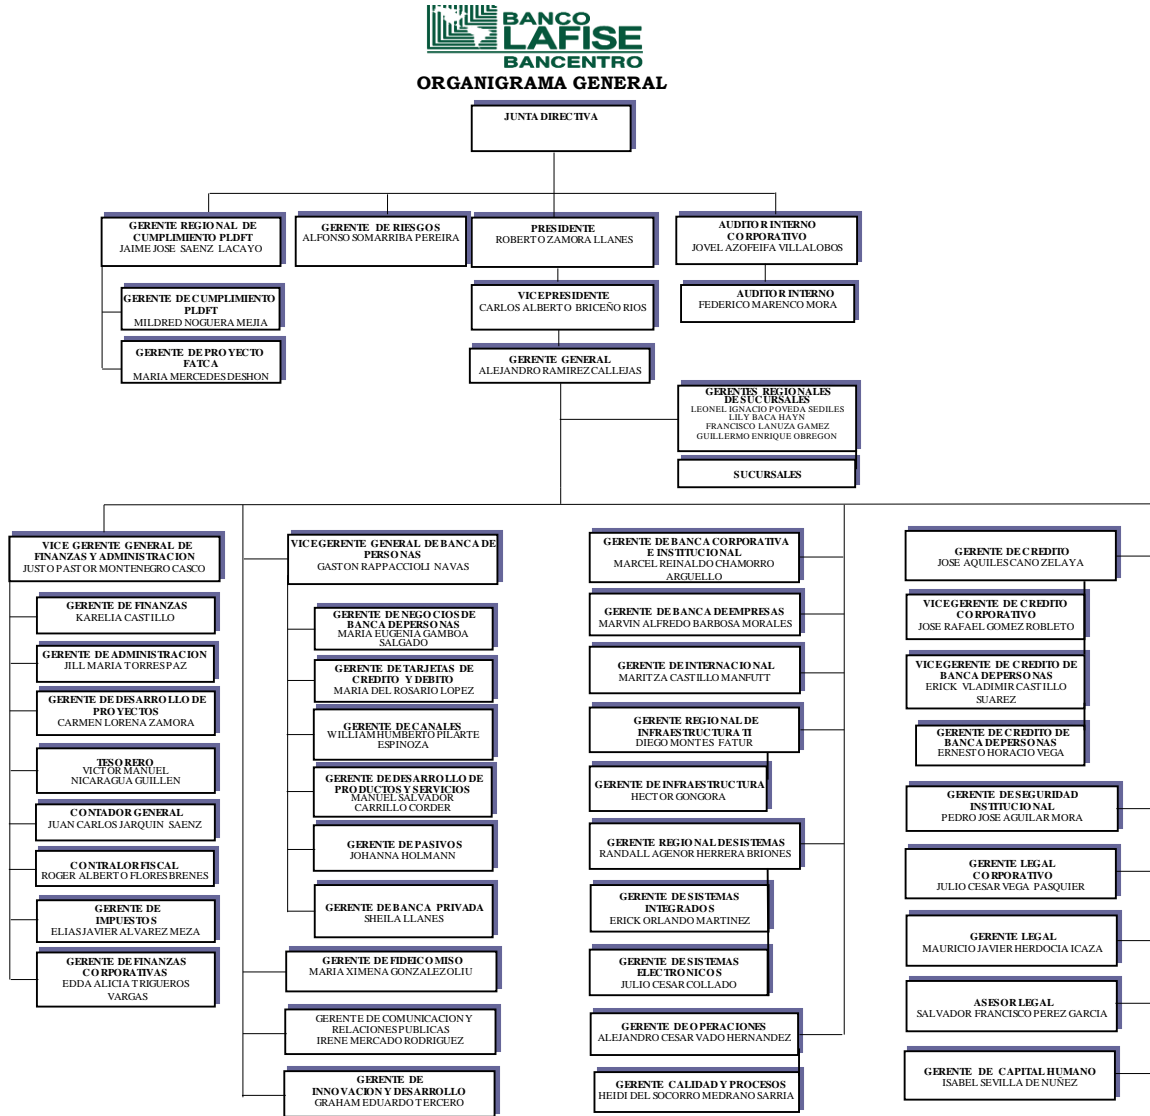 BANCO
LAFISE
BANCENTRO
ORGANIGRAMA GENERAL
JUNTA DIRECTIVA
GERENTE REGIONAL DE
CUMPLIMIENTO PLDFT
JAIME JOSE SAENZ LACAYO
GERENTE DE RIESGOS
ALFONSO SOMARRIBA PEREIRA
PRESIDENTE
ROBERTO ZAMORA LLANES
AUDITOR INTERNO
CORPORATIVO
JOVEL AZOFEIFA VILLALOBOS
GERENTE DE CUMPLIMIENTO
PLDFT
MILDRED NOGUERA MEJIA
VICEPRESIDENTE
CARLOS ALBERTO BRICEÑO RIOS
AUDITOR INTERNO
FEDERICO MARENCO MORA
GERENTE DE PROYECTO
FATCA
MARIA MERCEDES DESHON
GERENTE GENERAL
ALEJANDRO RAMIREZ CALLEJAS
GERENTES REGIONALES
DE SUCURSALES
LEONEL IGNACIO POVEDA SEDILES
LILY BACA HAYN
FRANCISCO LANUZA GAMEZ
GUILLERMO ENRIQUE OBREGON
SUCURSALES
VICE GERENTE GENERAL DE
FINANZAS Y ADMINISTRACION
JUSTO PASTOR MONTENEGRO CASCO
GERENTE DE FINANZAS
KARELIA CASTILLO
GERENTE DE ADMINISTRACION
JILL MARIA TORRES PAZ
GERENTE DE DESARROLLO DE
PROYECTOS
CARMEN LORENA ZAMORA
TESORERO
VICTOR MANUEL
NICARAGUA GUILLEN
CONTADOR GENERAL
JUAN CARLOS JARQUIN SAENZ
CONTRALOR FISCAL
ROGER ALBERTO FLORES BRENES
GERENTE DE
IMPUESTOS
ELIAS JAVIER ALVAREZ MEZA
GERENTE DE FINANZAS
CORPORATIVAS
EDDA ALICIA TRIGUEROS
VARGAS
VICE GERENTE GENERAL DE BANCA DE
PERSONAS
GASTON RAPPACCIOLI NAVAS
GERENTE DE NEGOCIOS DE
BANCA DE PERSONAS
MARIA EUGENIA GAMBOA
SALGADO
GERENTE DE TARJETAS DE
CREDITO Y DEBITO
MARIA DEL ROSARIO LOPEZ
GERENTE DE CANALES
WILLIAM HUMBERTO PILARTE
ESPINOZA
GERENTE DE DESARROLLO DE
PRODUCTOS Y SERVICIOS
MANUEL SALVADOR
CARRILLO CORDER
GERENTE DE PASIVOS
JOHANNA HOLMANN
GERENTE DE BANCA PRIVADA
SHEILA LLANES
GERENTE DE FIDEICOMISO
MARIA XIMENA GONZALEZ OLIU
GERENTE DE COMUNICACION Y
RELACIONES PUBLICAS
IRENE MERCADO RODRIGUEZ
GERENTE DE
INNOVACION Y DESARROLLO
GRAHAM EDUARDO TERCERO
GERENTE DE BANCA CORPORATIVA
E INSTITUCIONAL
MARCEL REINALDO CHAMORRO
ARGUELLO
GERENTE DE BANCA DE EMPRESAS
MARVIN ALFREDO BARBOSA MORALES
GERENTE DE INTERNACIONAL
MARITZA CASTILLO MANFUTT
GERENTE REGIONAL DE
INFRAESTRUCTURA TI
DIEGO MONTES FATUR
GERENTE DE INFRAESTRUCTURA
HECTOR GONGORA
GERENTE REGIONAL DE SISTEMAS
RANDALL AGENOR HERRERA BRIONES
GERENTE DE SISTEMAS
INTEGRADOS
ERICK ORLANDO MARTINEZ
GERENTE DE SISTEMAS
ELECTRONICOS
JULIO CESAR COLLADO
GERENTE DE OPERACIONES
ALEJANDRO CESAR VADO HERNANDEZ
GERENTE CALIDAD Y PROCESOS
HEIDI DEL SOCORRO MEDRANO SARRIA
GERENTE DE CREDITO
JOSE AQUILES CANO ZELAYA
VICE GERENTE DE CREDITO
CORPORATIVO
JOSE RAFAEL GOMEZ ROBLETO
VICE GERENTE DE CREDITO DE
BANCA DE PERSONAS
ERICK VLADIMIR CASTILLO
SUAREZ
GERENTE DE CREDITO DE
BANCA DE PERSONAS
ERNESTO HORACIO VEGA
GERENTE DE SEGURIDAD
INSTITUCIONAL
PEDRO JOSE AGUILAR MORA
GERENTE LEGAL
CORPORATIVO
JULIO CESAR VEGA PASQUIER
GERENTE LEGAL
MAURICIO JAVIER HERDOCIA ICAZA
ASESOR LEGAL
SALVADOR FRANCISCO PEREZ GARCIA
GERENTE DE CAPITAL HUMANO
ISABEL SEVILLA DE NUÑEZ